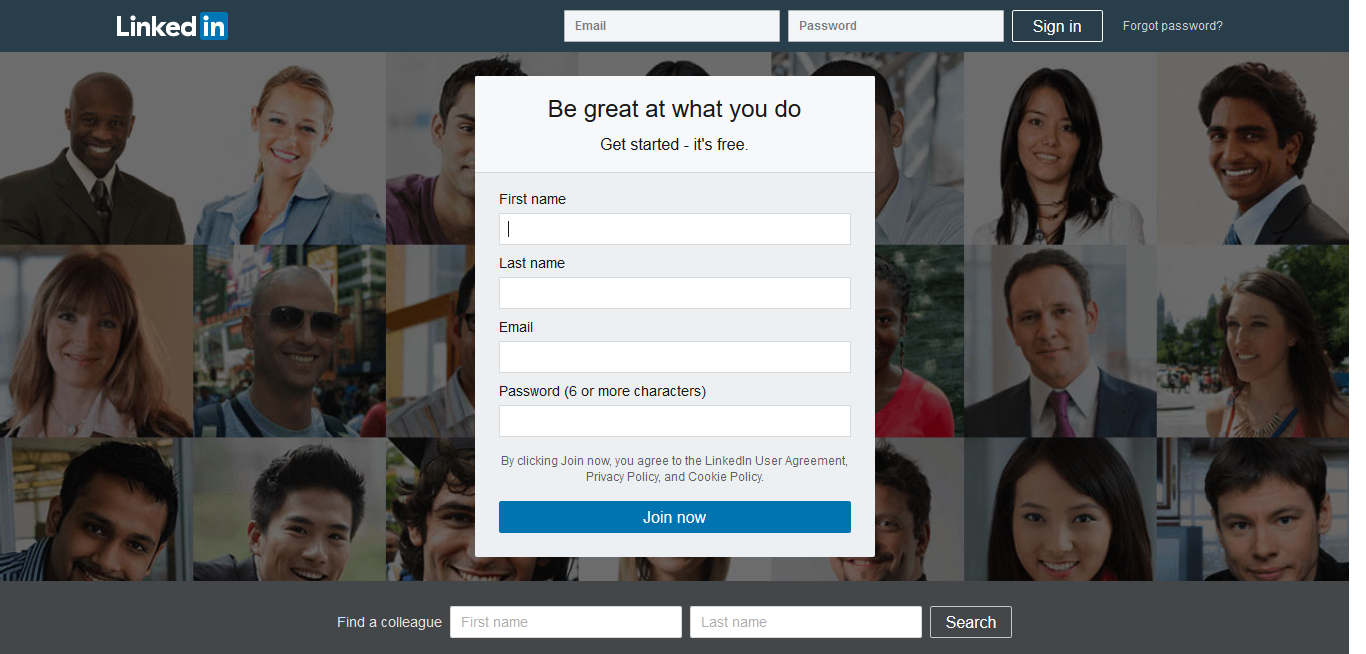 Linked in
Email
Password
Sign in
Forgot password?
Be great at what you do
Get started - it's free.
First name
Last name
Email
Password (6 or more characters)
By clicking Join now, you agree to the LinkedIn User Agreement,
Privacy Policy, and Cookie Policy.
Join now
Find a colleague
First name
Last name
Search